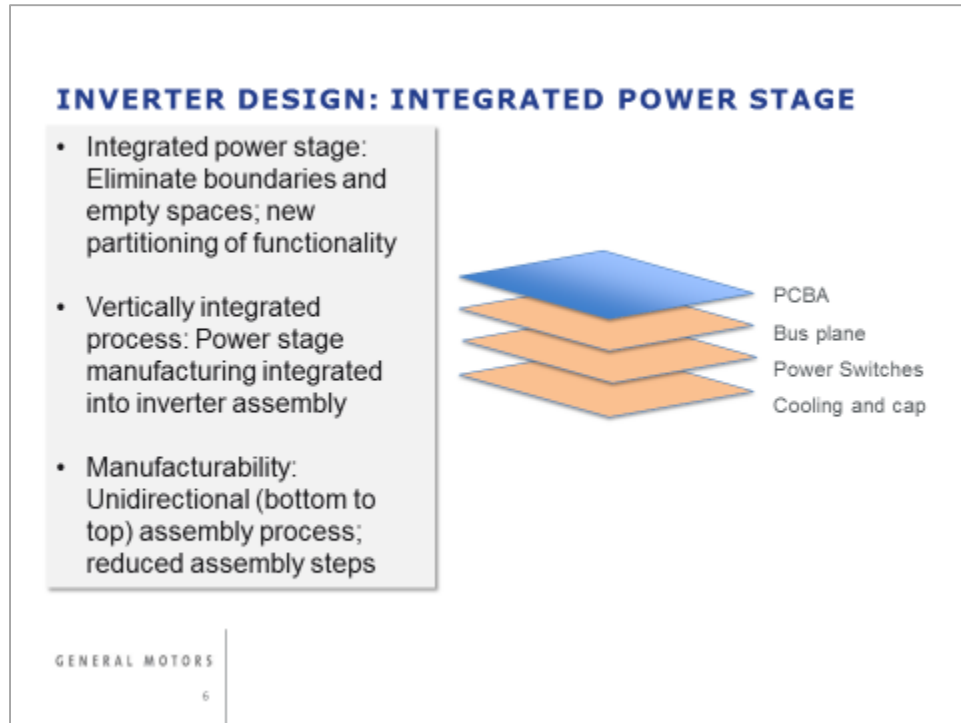 INVERTER DESIGN: INTEGRATED POWER STAGE
• Integrated power stage:
Eliminate boundaries and
empty spaces; new
partitioning of functionality
• Vertically integrated
process: Power stage
manufacturing integrated
into inverter assembly
• Manufacturability:
Unidirectional (bottom to
top) assembly process;
reduced assembly steps
PCBA
Bus plane
Power Switches
Cooling and cap
GENERAL MOTORS
6